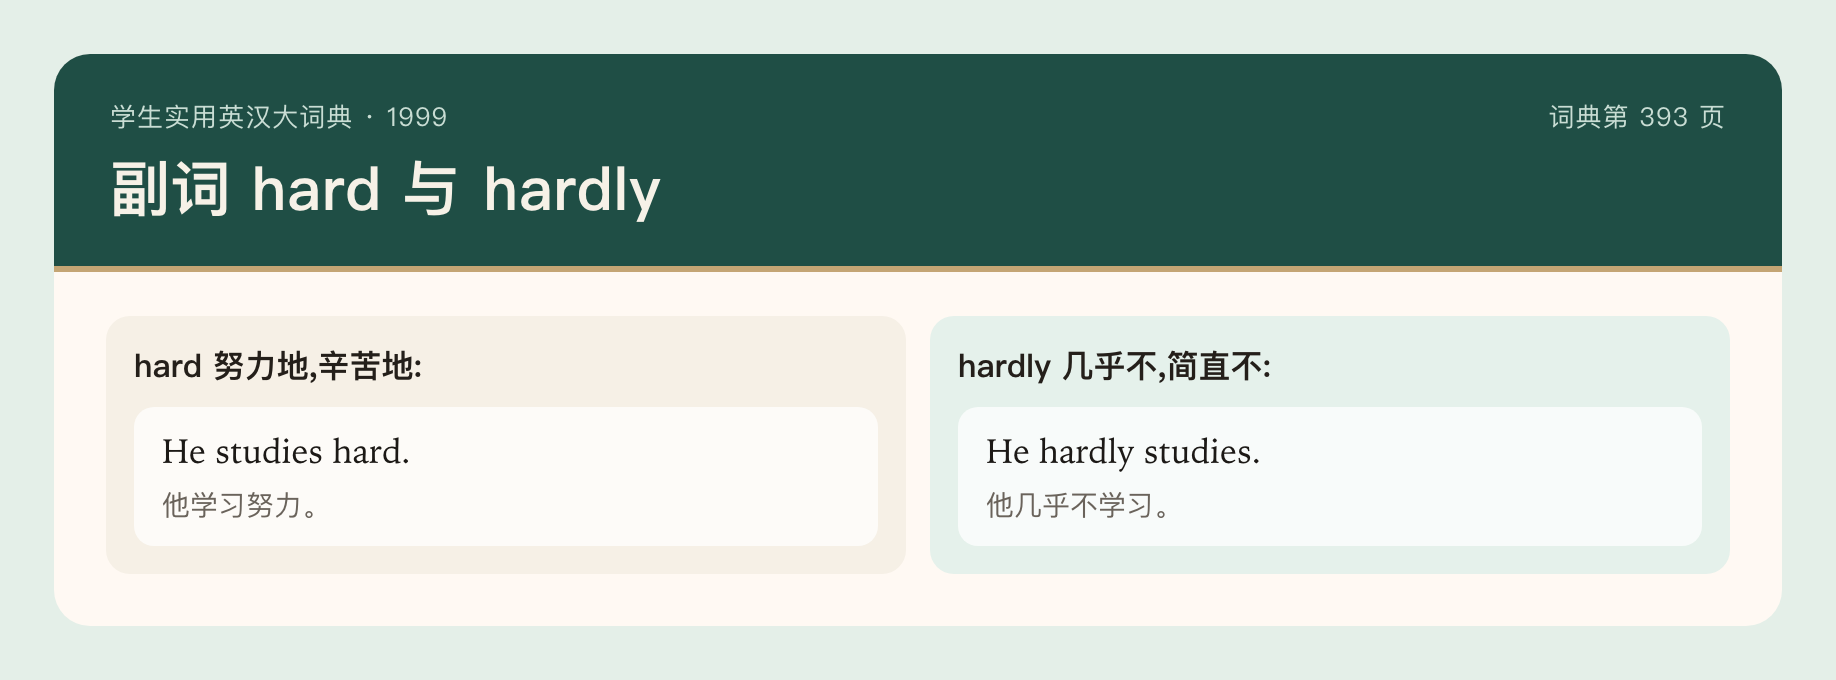 学生实用英汉大词典 · 1999
词典第 393 页
副词 hard 与 hardly
hard 努力地,辛苦地:
He studies hard.
他学习努力。
hardly 几乎不,简直不:
He hardly studies.
他几乎不学习。